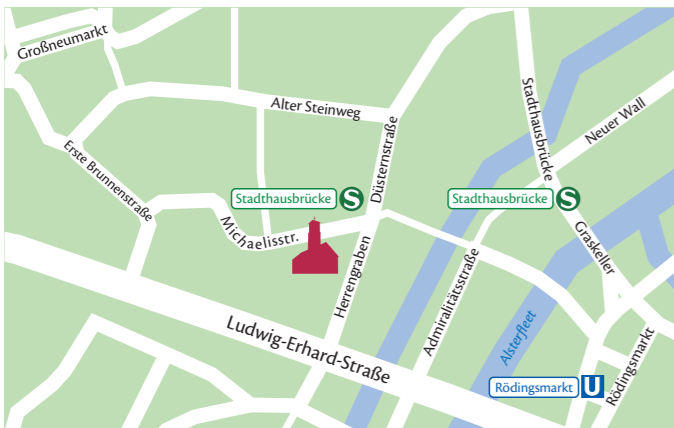 Großneumarkt
Alter Steinweg
Stadthausbrücke
Neuer Wall
Erste Brunnenstraße
Düsternstraße
Stadthausbrücke S
Stadthausbrücke S
Michaelisstr.
Graskeller
Herrengraben
Admiralitätsstraße
Ludwig-Erhard-Straße
Alsterfleet
Rödingsmarkt U
Rödingsmarkt